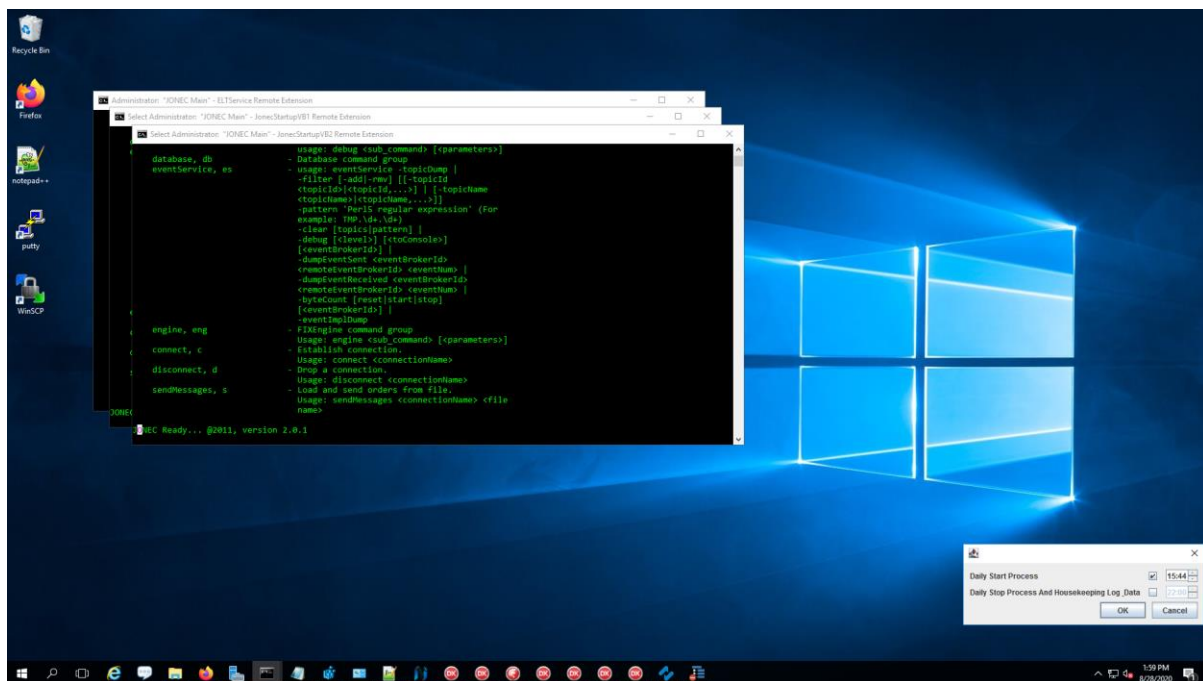 Recycle Bin
Firefox
notepad++
putty
WinSCP
Administrator: "JONEC Main" - ELTService Remote Extension
Select Administrator: "JONEC Main" - JonecStartupVB1 Remote Extension
Select Administrator: "JONEC Main" - JonecStartupVB2 Remote Extension
usage: debug <sub_command> [<parameters>]
database, db - Database command group
eventService, es - usage: eventService -topicDump |
-filter [-add|-rmv] [[-topicId
<topicId>|<topicId,...>] | [-topicName
<topicName>|<topicName,...>]]
-pattern 'Perl5 regular expression' (For
example: TMP.\d+.\d+)
-clear [topics|pattern] |
-debug [<level>] [<toConsole>]
[<eventBrokerId>] |
-dumpEventSent <eventBrokerId>
<remoteEventBrokerId> <eventNum> |
-dumpEventReceived <eventBrokerId>
<remoteEventBrokerId> <eventNum> |
-byteCount [reset|start|stop]
[<eventBrokerId>] |
-eventImplDump
engine, eng - FIXEngine command group
Usage: engine <sub_command> [<parameters>]
connect, c - Establish connection.
Usage: connect <connectionName>
disconnect, d - Drop a connection.
Usage: disconnect <connectionName>
sendMessages, s - Load and send orders from file.
Usage: sendMessages <connectionName> <file
name>
JONEC
JONEC Ready... @2011, version 2.0.1
Daily Start Process 15:44
Daily Stop Process And Housekeeping Log_Data 22:00
OK Cancel
DK DK DK DK DK DK
1:59 PM
8/28/2020